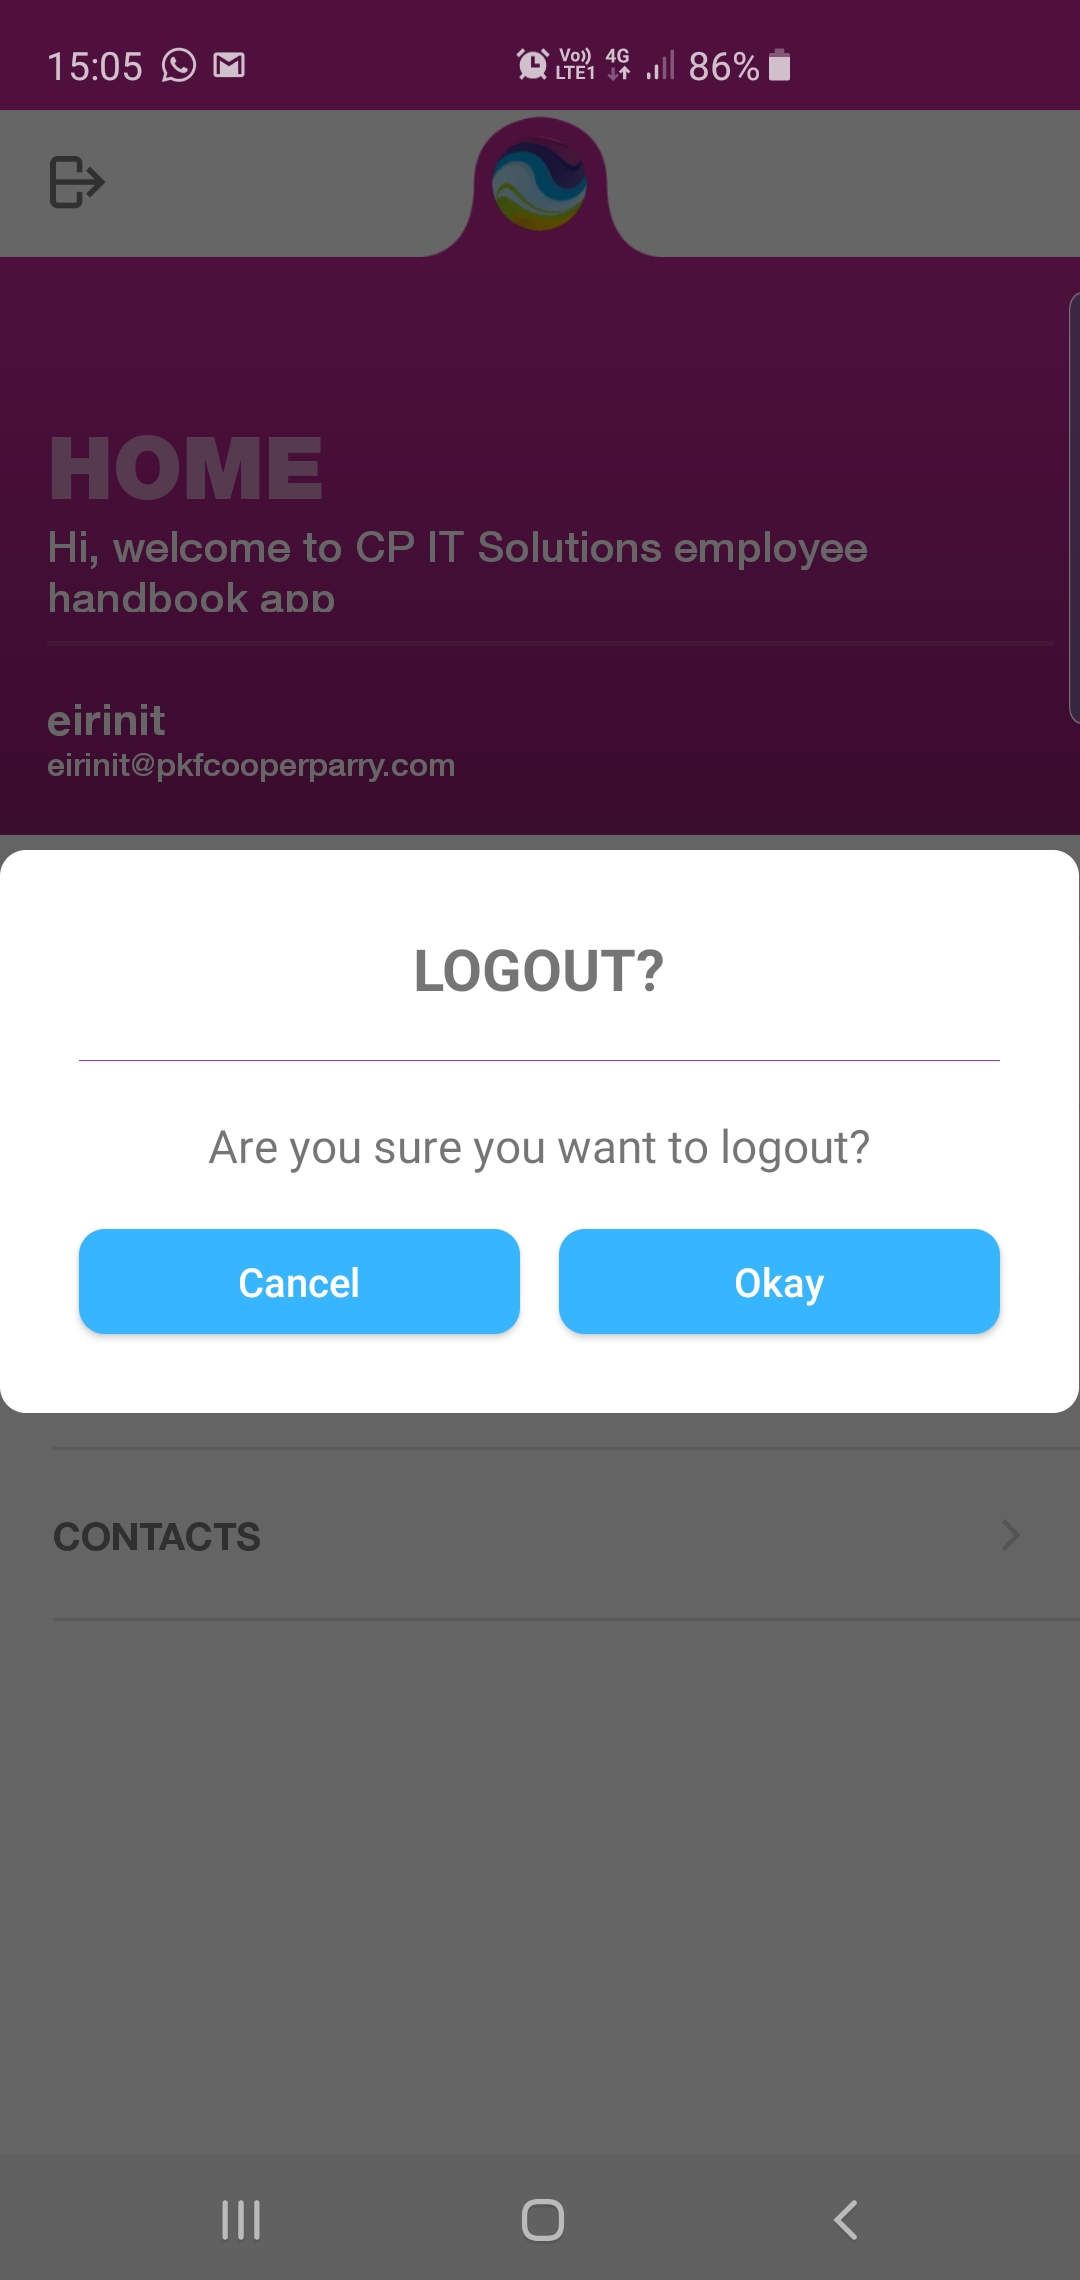 15:05
Vo)) LTE1 4G 86%
HOME
Hi, welcome to CP IT Solutions employee
handbook app
eirinit
eirinit@pkfcooperparry.com
LOGOUT?
Are you sure you want to logout?
Cancel Okay
CONTACTS